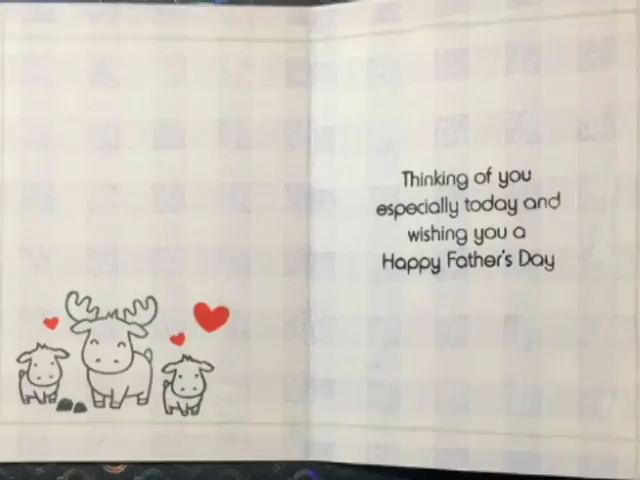 Thinking of you
especially today and
wishing you a
Happy Father's Day